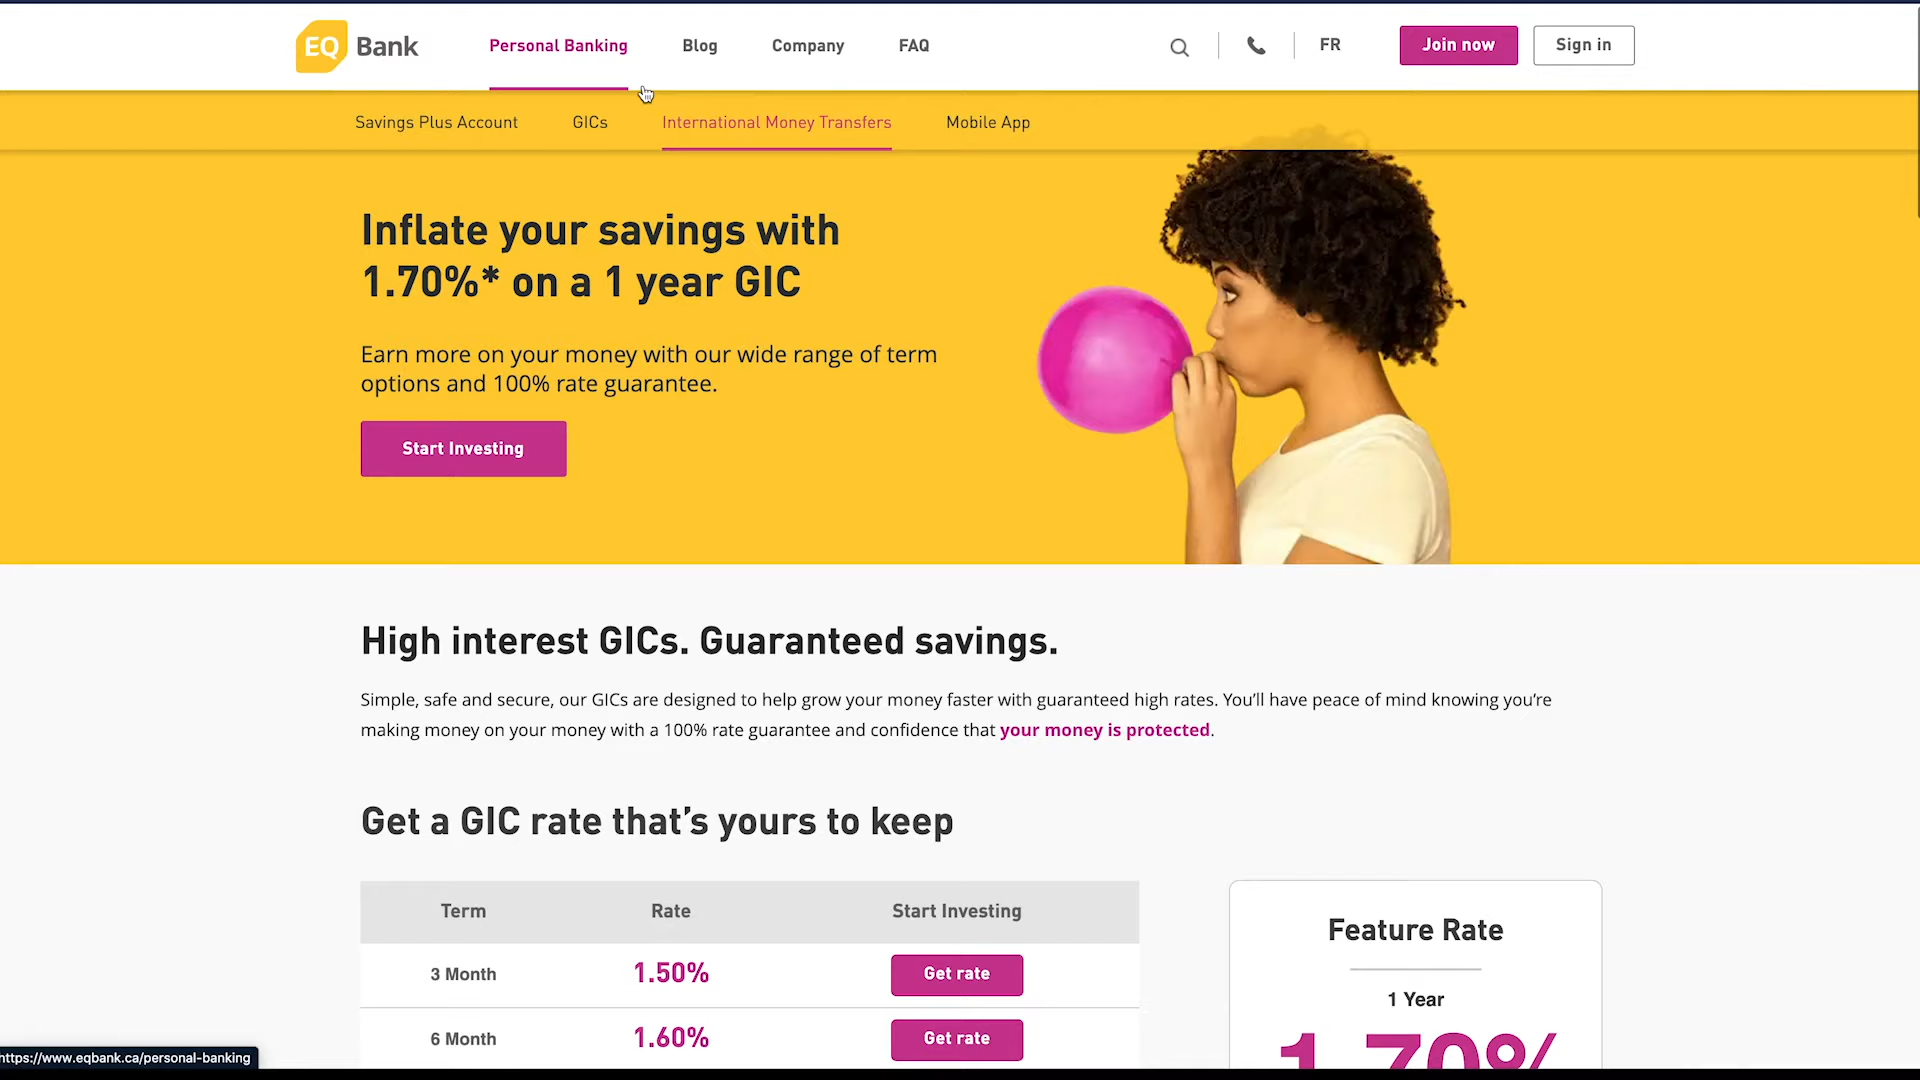 EQ Bank
Personal Banking
Blog
Company
FAQ
FR
Join now
Sign in
Savings Plus Account
GICs
International Money Transfers
Mobile App
Inflate your savings with
1.70%* on a 1 year GIC
Earn more on your money with our wide range of term
options and 100% rate guarantee.
Start Investing
High interest GICs. Guaranteed savings.
Simple, safe and secure, our GICs are designed to help grow your money faster with guaranteed high rates. You’ll have peace of mind knowing you’re
making money on your money with a 100% rate guarantee and confidence that your money is protected.
Get a GIC rate that’s yours to keep
Term Rate Start Investing
3 Month 1.50% Get rate
6 Month 1.60% Get rate
Feature Rate
1 Year
1.70%
https://www.eqbank.ca/personal-banking